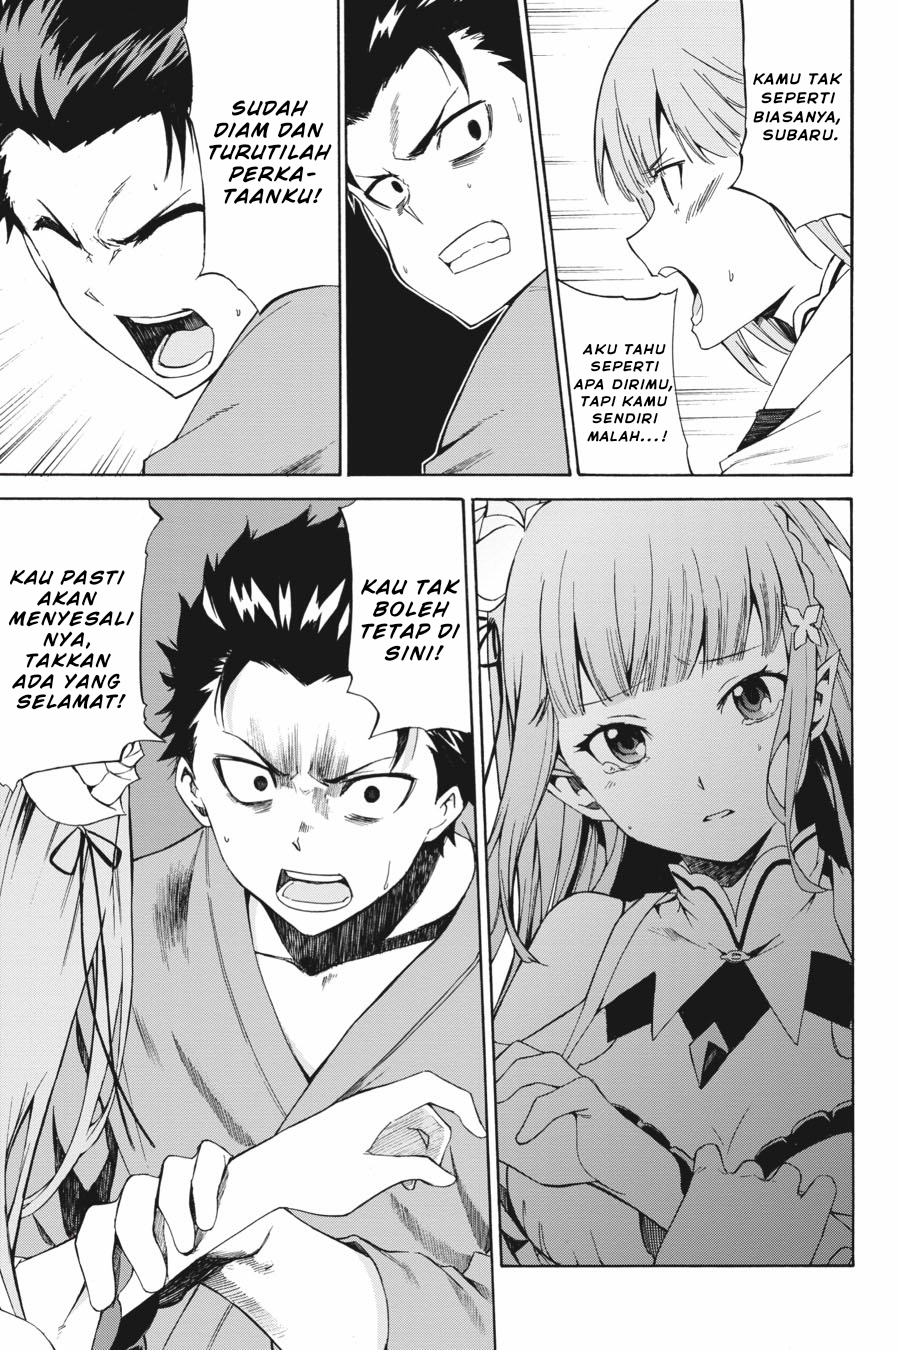 KAMU TAK
SEPERTI
BIASANYA,
SUBARU.
AKU TAHU
SEPERTI
APA DIRIMU,
TAPI KAMU
SENDIRI
MALAH...!
SUDAH
DIAM DAN
TURUTILAH
PERKA-
TAANKU!
KAU TAK
BOLEH
TETAP DI
SINI!
KAU PASTI
AKAN
MENYESALI
NYA,
TAKKAN
ADA YANG
SELAMAT!